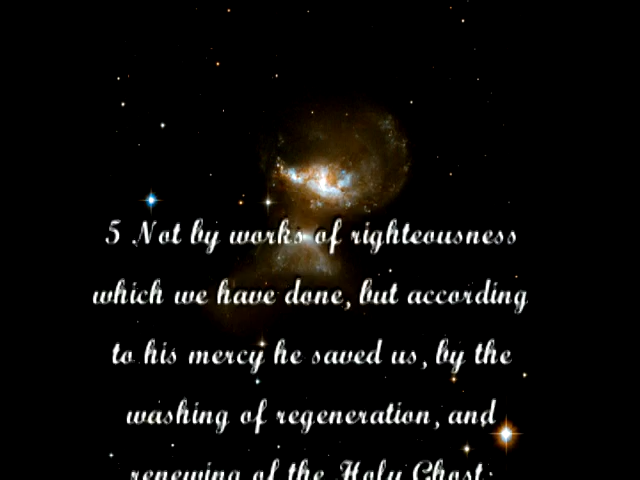 5 Not by works of righteousness
which we have done, but according
to his mercy he saved us, by the
washing of regeneration, and
renewing of the Holy Ghost;